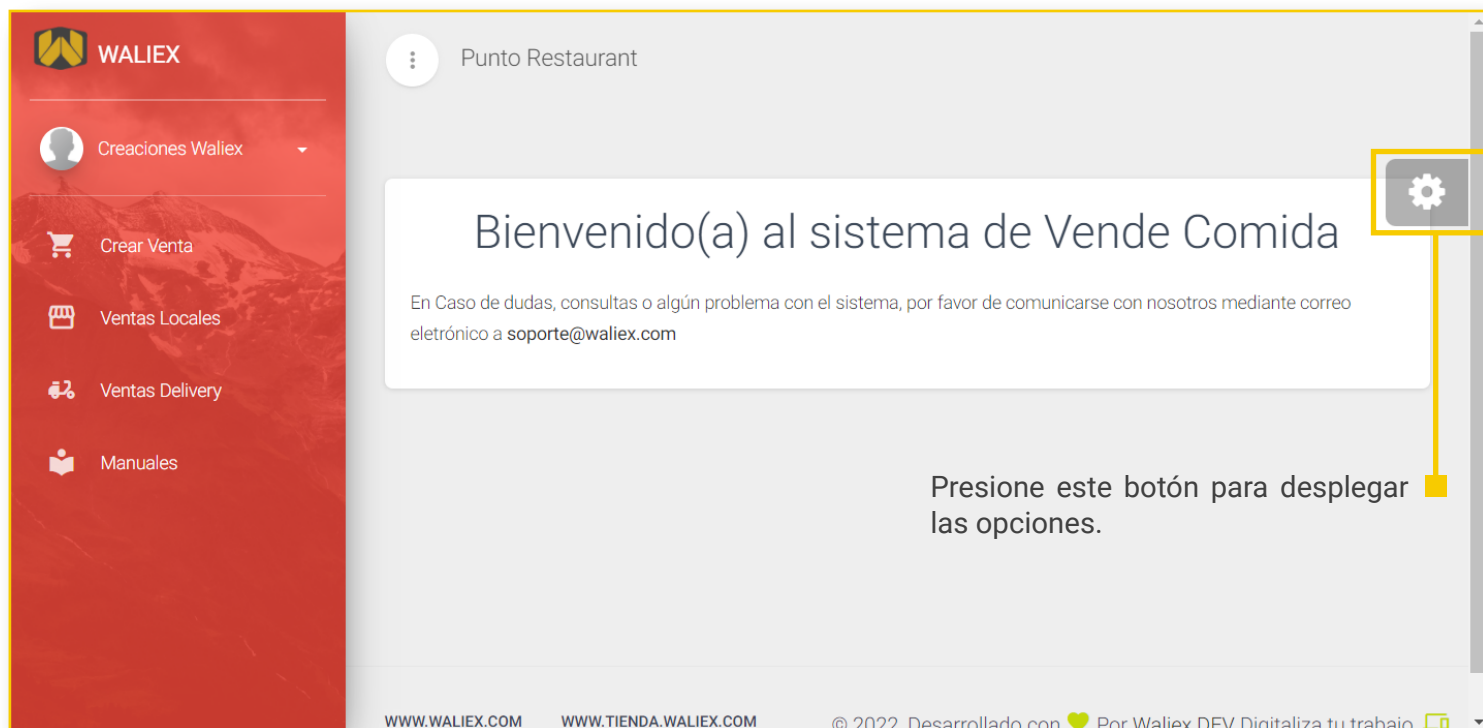 WALIEX
Creaciones Waliex
Crear Venta
Ventas Locales
Ventas Delivery
Manuales
Punto Restaurant
Bienvenido(a) al sistema de Vende Comida
En Caso de dudas, consultas o algún problema con el sistema, por favor de comunicarse con nosotros mediante correo
eletrónico a soporte@waliex.com
Presione este botón para desplegar
las opciones.
WWW.WALIEX.COM WWW.TIENDA.WALIEX.COM © 2022, Desarrollado con Por Waliex DEV Digitaliza tu trabajo